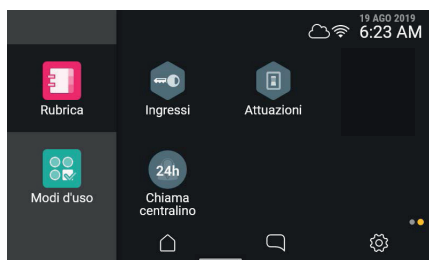 19 AGO 2019
6:23 AM
Rubrica
Ingressi
Attuazioni
24h
Modi d'uso
Chiama
centralino